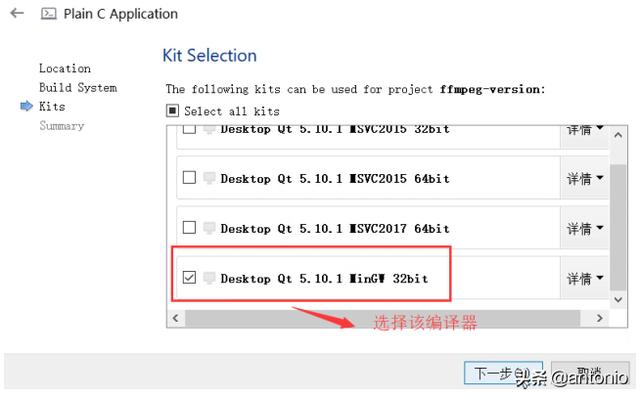 Plain C Application
Kit Selection
Location
Build System
Kits
Summary
The following kits can be used for project ffmpeg-version:
Select all kits
Desktop Qt 5.10.1 MSVC2015 32bit
详情
Desktop Qt 5.10.1 MSVC2015 64bit
详情
Desktop Qt 5.10.1 MSVC2017 64bit
详情
Desktop Qt 5.10.1 MinGW 32bit
详情
选择该编译器
下一步(N)
取消
头条 @antonio